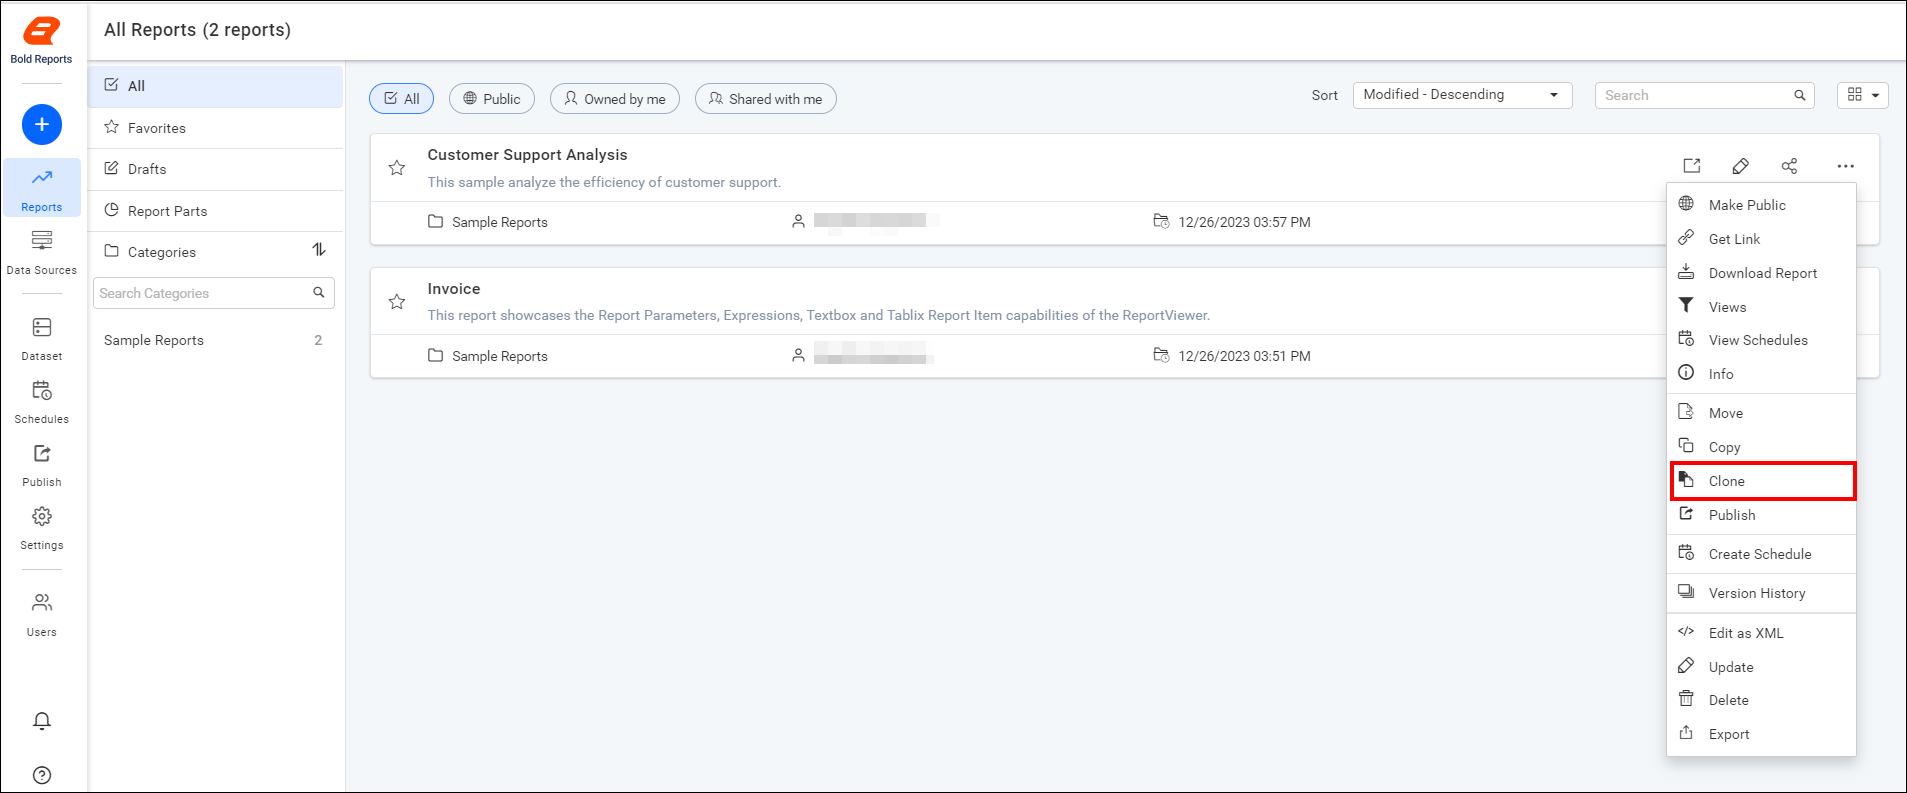 Bold Reports
Reports
Data Sources
Dataset
Schedules
Publish
Settings
Users
All Reports (2 reports)
All
Favorites
Drafts
Report Parts
Categories
Search Categories
Sample Reports 2
All Public Owned by me Shared with me
Sort Modified - Descending Search
Customer Support Analysis
This sample analyze the efficiency of customer support.
Sample Reports 12/26/2023 03:57 PM
Invoice
This report showcases the Report Parameters, Expressions, Textbox and Tablix Report Item capabilities of the ReportViewer.
Sample Reports 12/26/2023 03:51 PM
Make Public
Get Link
Download Report
Views
View Schedules
Info
Move
Copy
Clone
Publish
Create Schedule
Version History
Edit as XML
Update
Delete
Export